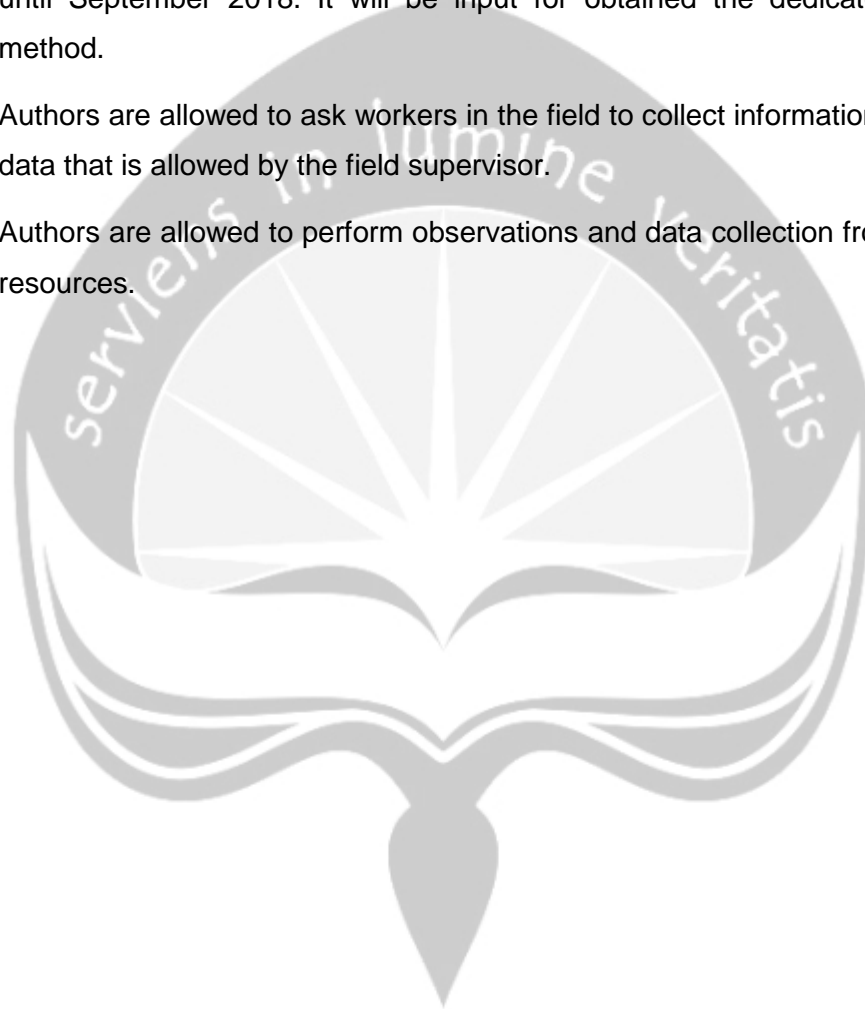 until September 2018. It will be input for obtained the dedicat
method.
Authors are allowed to ask workers in the field to collect information
data that is allowed by the field supervisor.
Authors are allowed to perform observations and data collection fro
resources.
serviens in lumine veritatis